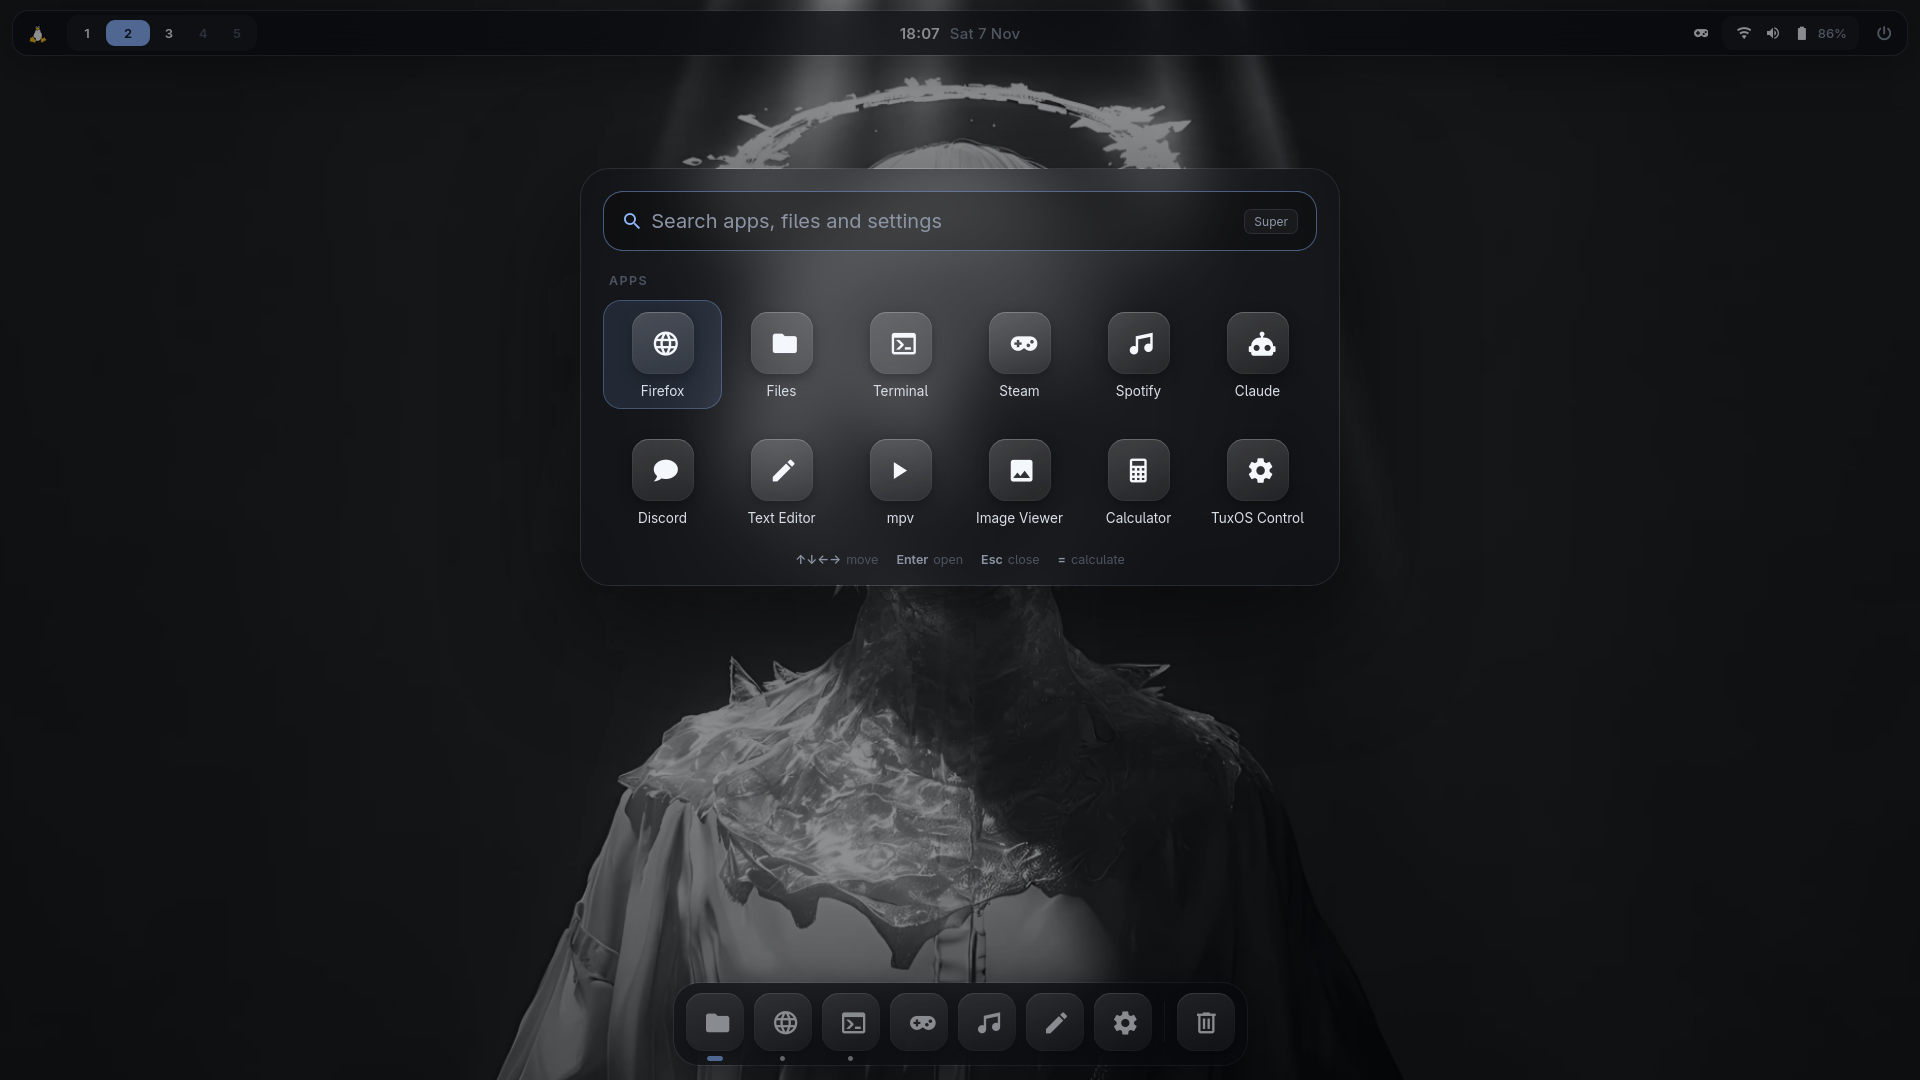 1 2 3 4 5
18:07 Sat 7 Nov
86%
Search apps, files and settings
Super
APPS
Firefox Files Terminal Steam Spotify Claude
Discord Text Editor mpv Image Viewer Calculator TuxOS Control
↑↓←→ move Enter open Esc close = calculate